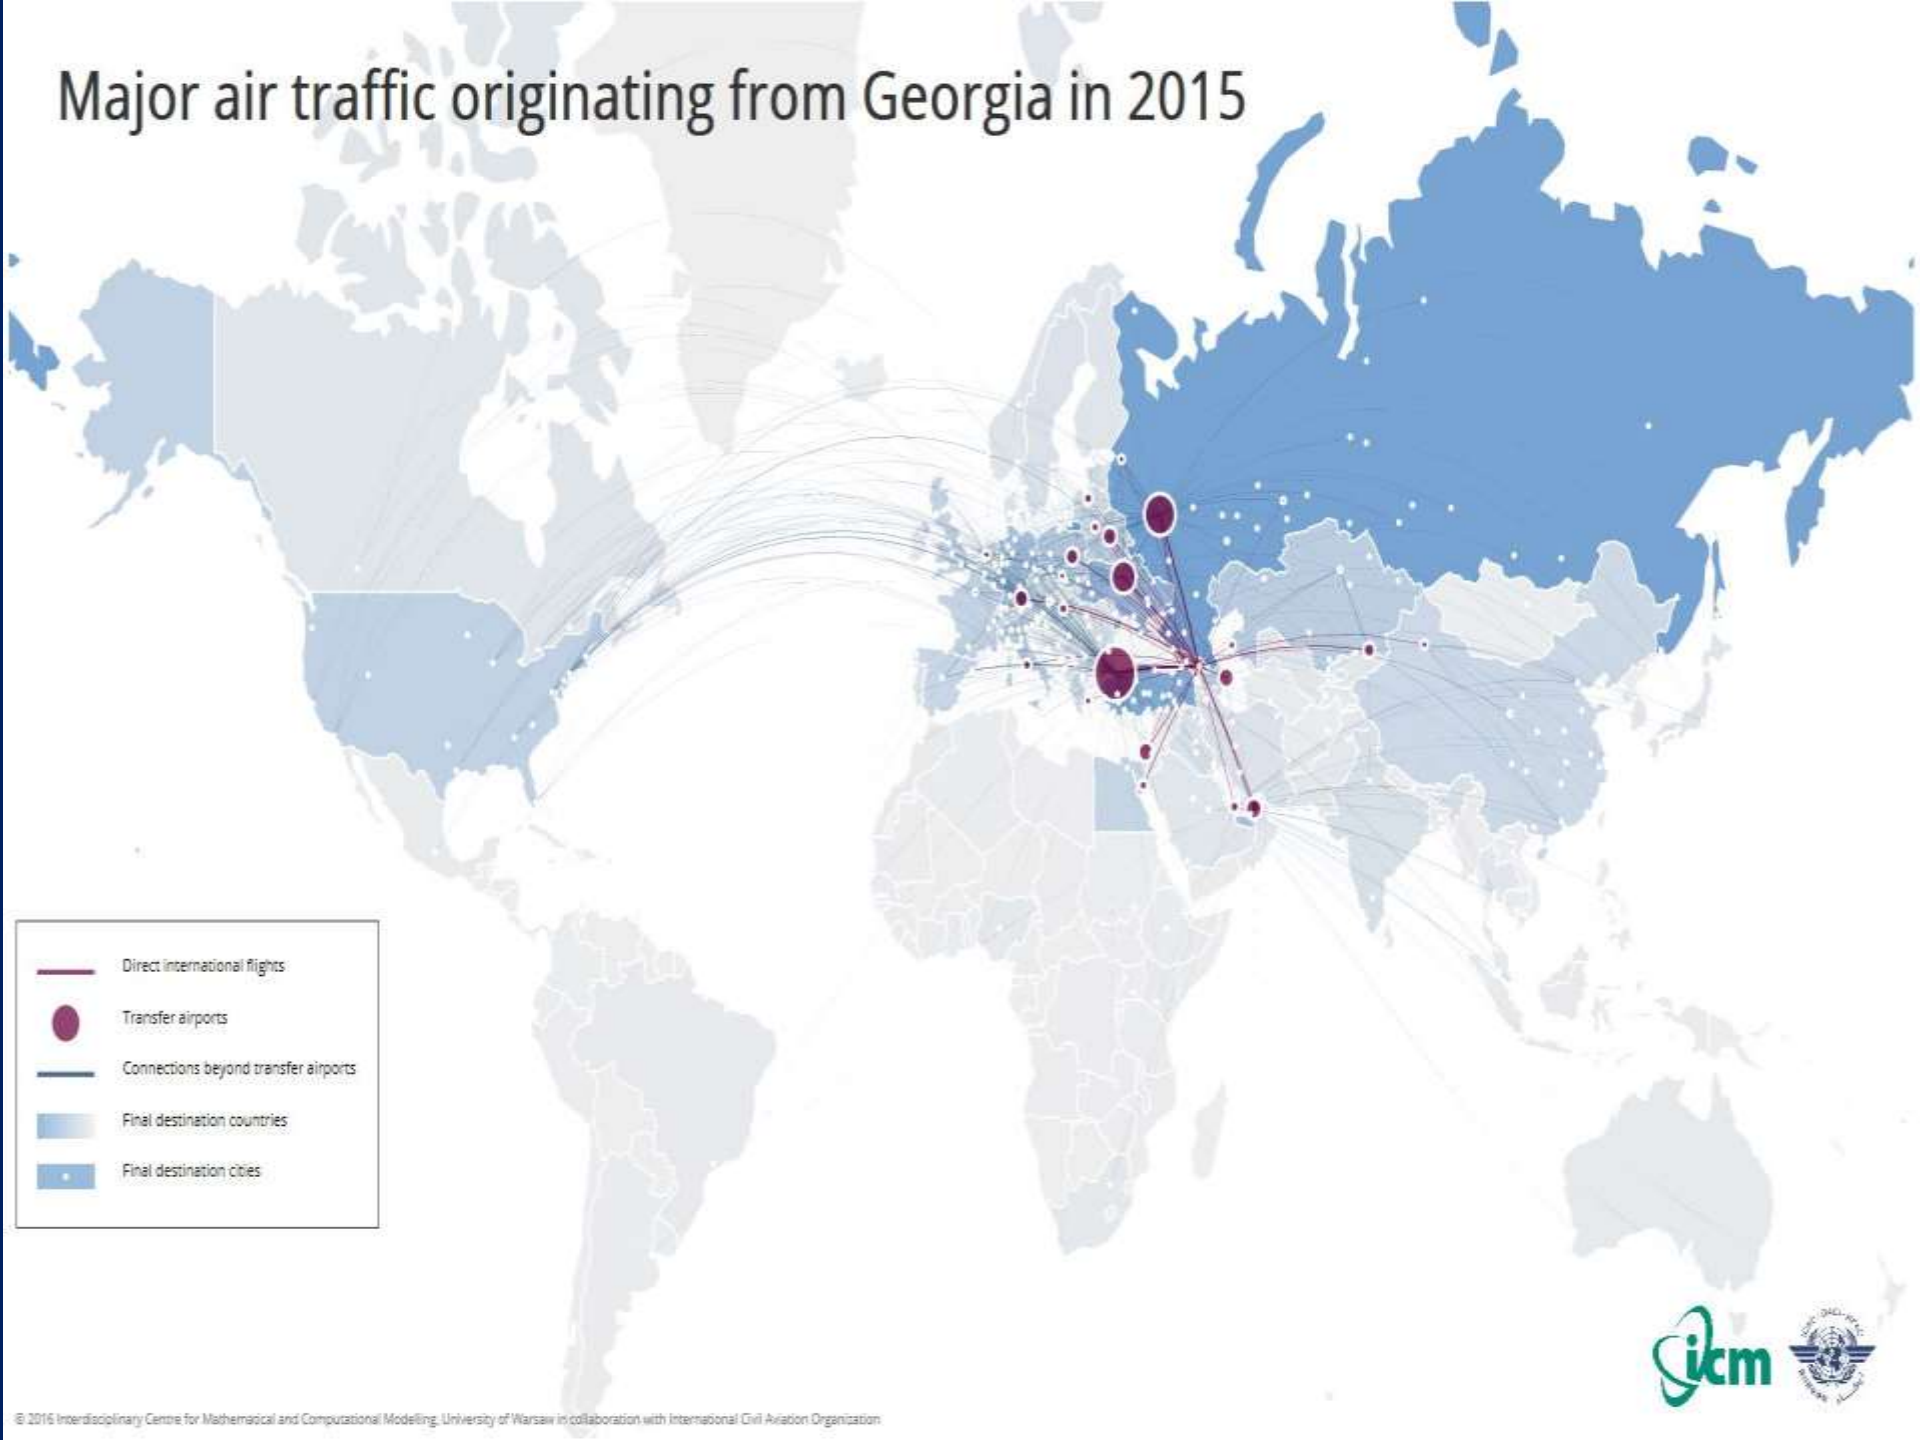 Major air traffic originating from Georgia in 2015
Direct international flights
Transfer airports
Connections beyond transfer airports
Final destination countries
Final destination cities
icm
© 2016 Interdisciplinary Centre for Mathematical and Computational Modelling, University of Warsaw in collaboration with International Civil Aviation Organization